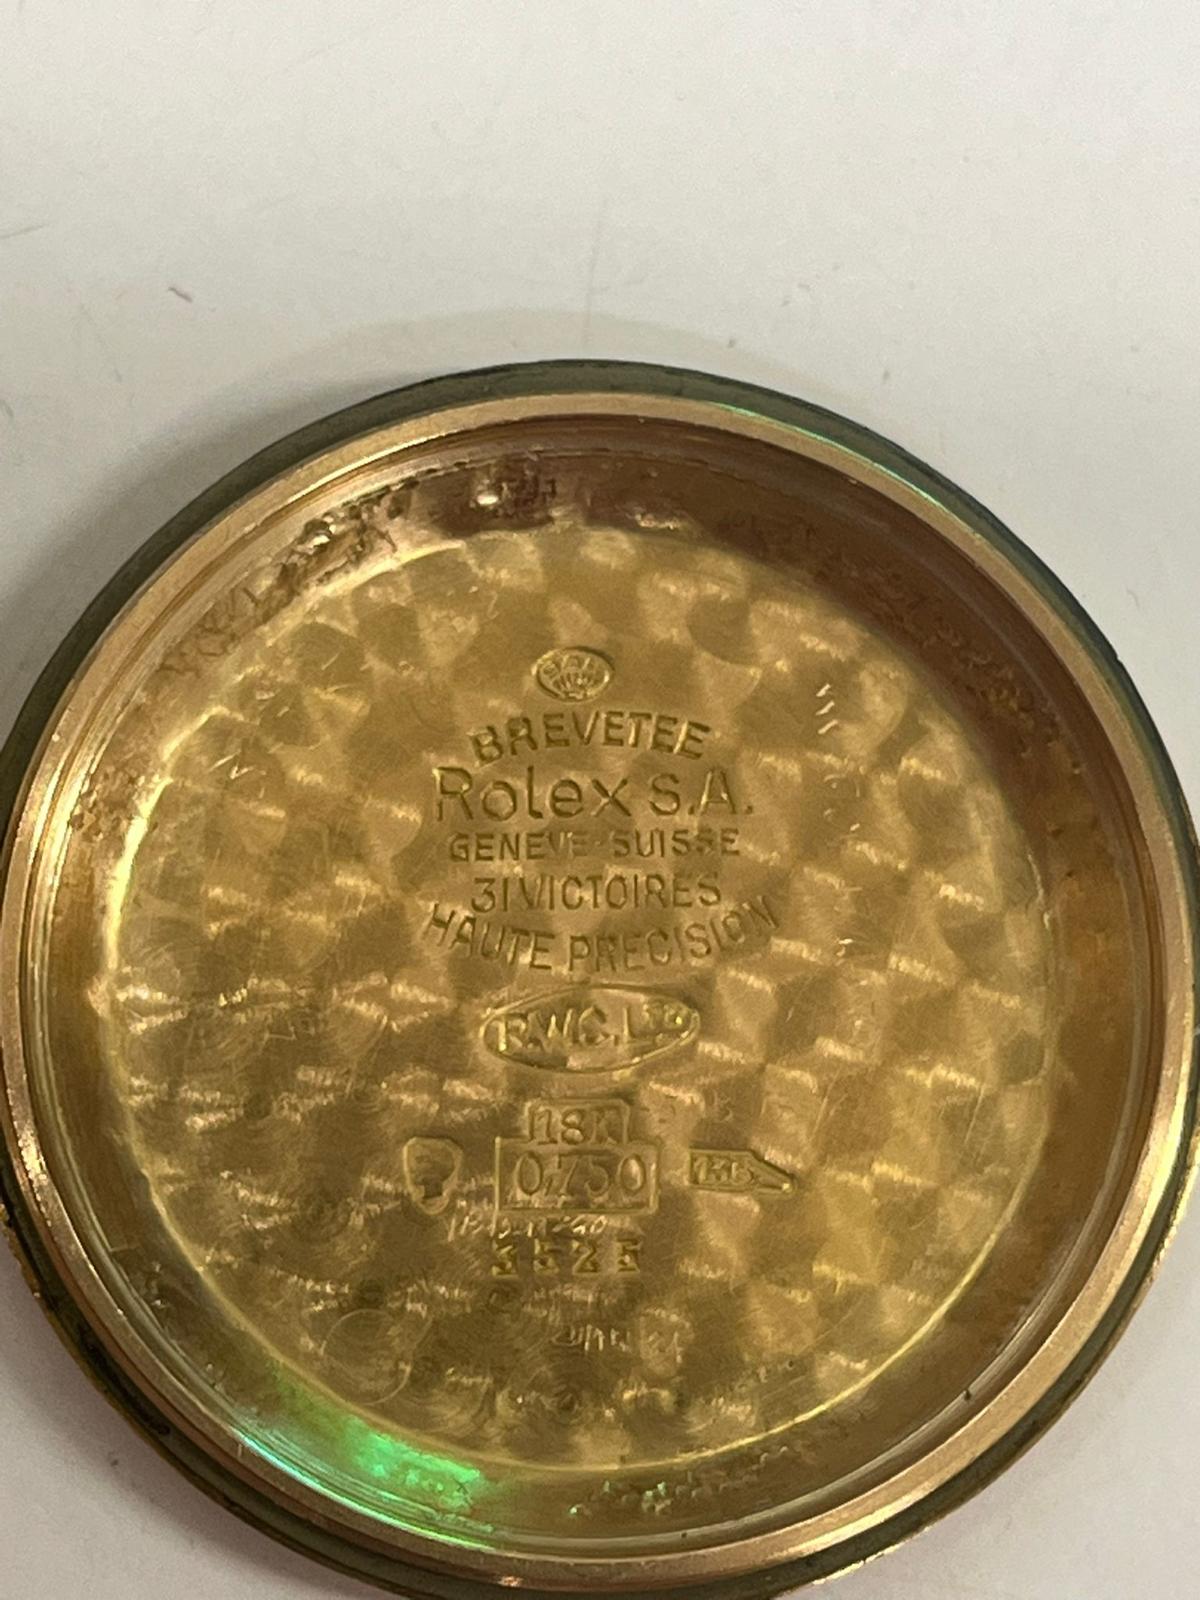 BREVETEE
Rolex S.A.
GENEVE-SUISSE
31 VICTOIRES
HAUTE PRECISION
R.W.C. LTD
18K
0,750
3525